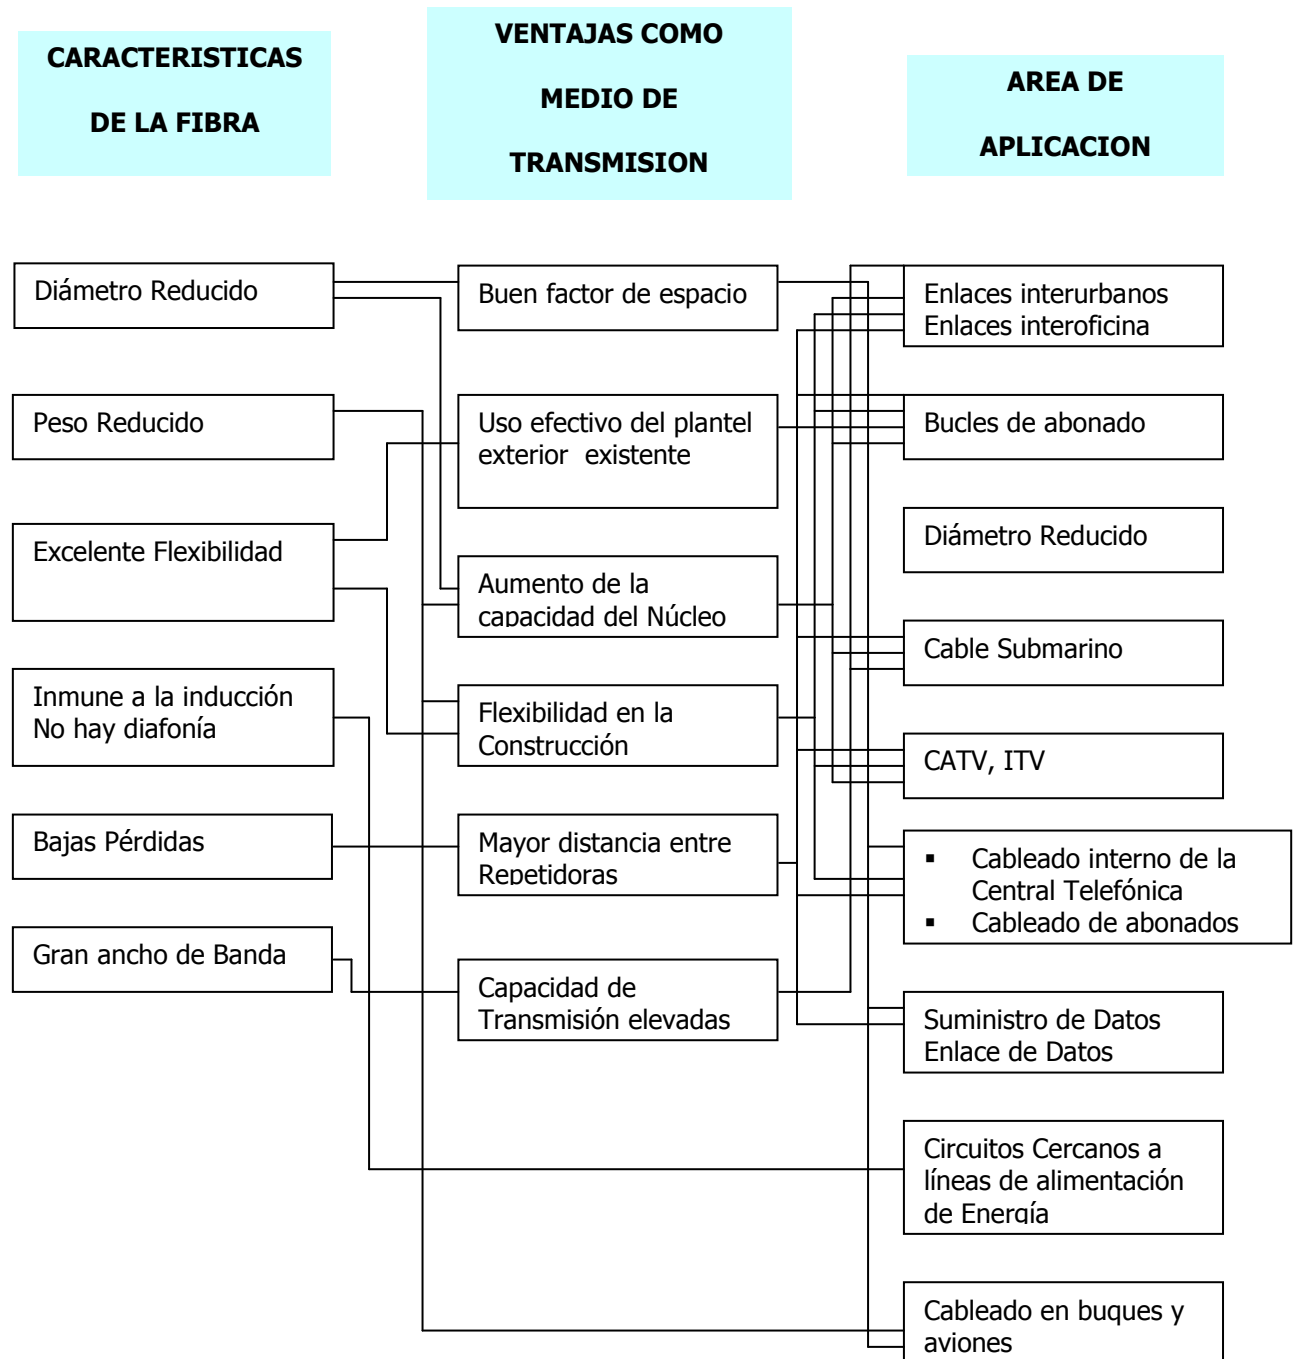 CARACTERISTICAS
DE LA FIBRA
VENTAJAS COMO
MEDIO DE
TRANSMISION
AREA DE
APLICACION
Diámetro Reducido
Peso Reducido
Excelente Flexibilidad
Inmune a la inducción
No hay diafonía
Bajas Pérdidas
Gran ancho de Banda
Buen factor de espacio
Uso efectivo del plantel
exterior existente
Aumento de la
capacidad del Núcleo
Flexibilidad en la
Construcción
Mayor distancia entre
Repetidoras
Capacidad de
Transmisión elevadas
Enlaces interurbanos
Enlaces interoficina
Bucles de abonado
Diámetro Reducido
Cable Submarino
CATV, ITV
▪ Cableado interno de la
Central Telefónica
▪ Cableado de abonados
Suministro de Datos
Enlace de Datos
Circuitos Cercanos a
líneas de alimentación
de Energía
Cableado en buques y
aviones